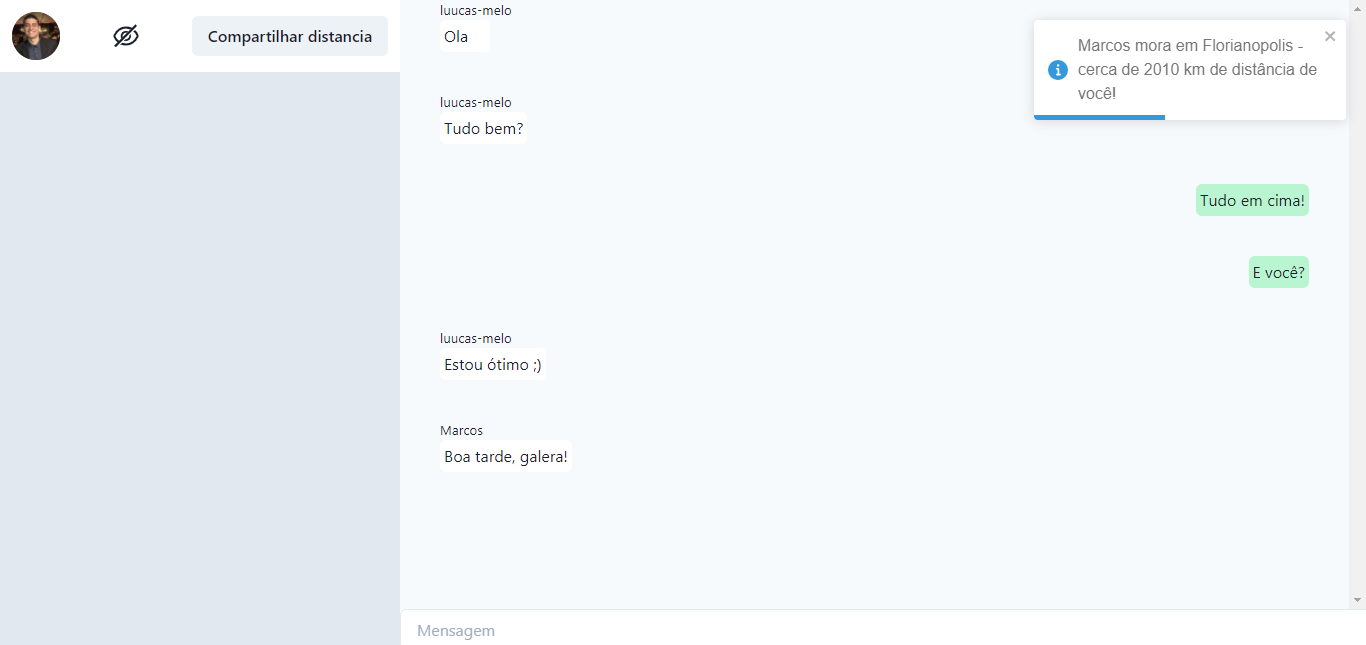 Compartilhar distancia
luucas-melo
Ola
luucas-melo
Tudo bem?
Tudo em cima!
E você?
luucas-melo
Estou ótimo ;)
Marcos
Boa tarde, galera!
Mensagem
Marcos mora em Florianopolis -
cerca de 2010 km de distância de
você!